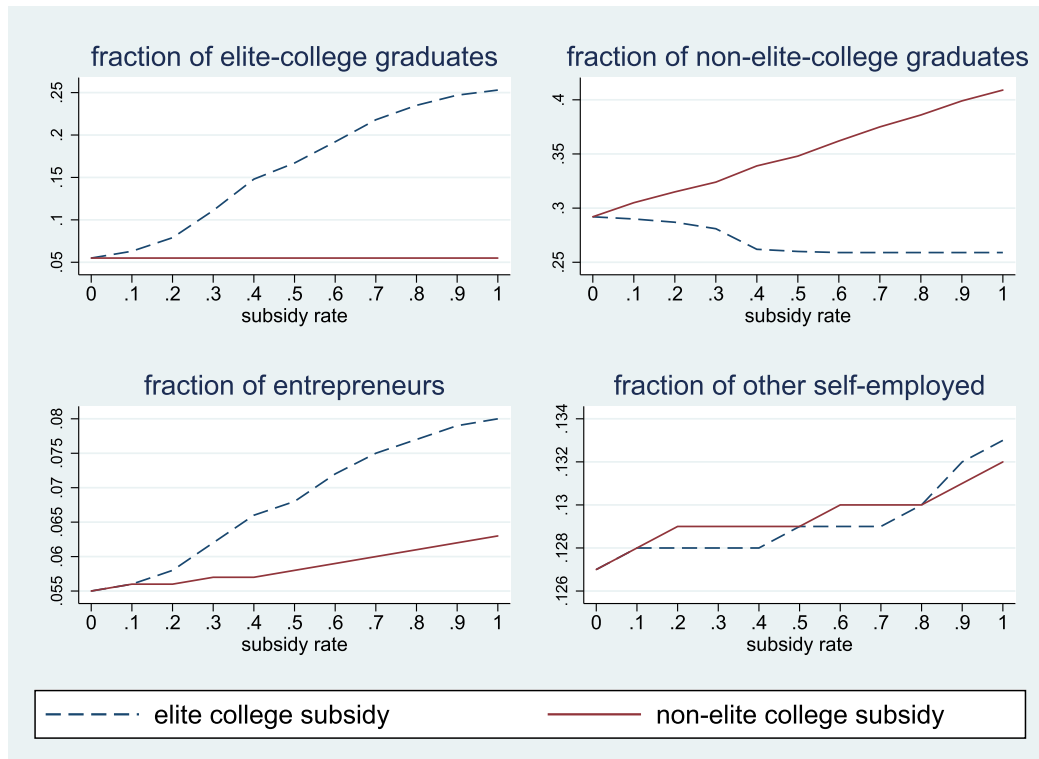 fraction of elite-college graduates
.25
.2
.15
.1
.05
0 .1 .2 .3 .4 .5 .6 .7 .8 .9 1
subsidy rate
fraction of non-elite-college graduates
.4
.35
.3
.25
0 .1 .2 .3 .4 .5 .6 .7 .8 .9 1
subsidy rate
fraction of entrepreneurs
.08
.075
.07
.065
.06
.055
0 .1 .2 .3 .4 .5 .6 .7 .8 .9 1
subsidy rate
fraction of other self-employed
.134
.132
.13
.128
.126
0 .1 .2 .3 .4 .5 .6 .7 .8 .9 1
subsidy rate
elite college subsidy
non-elite college subsidy